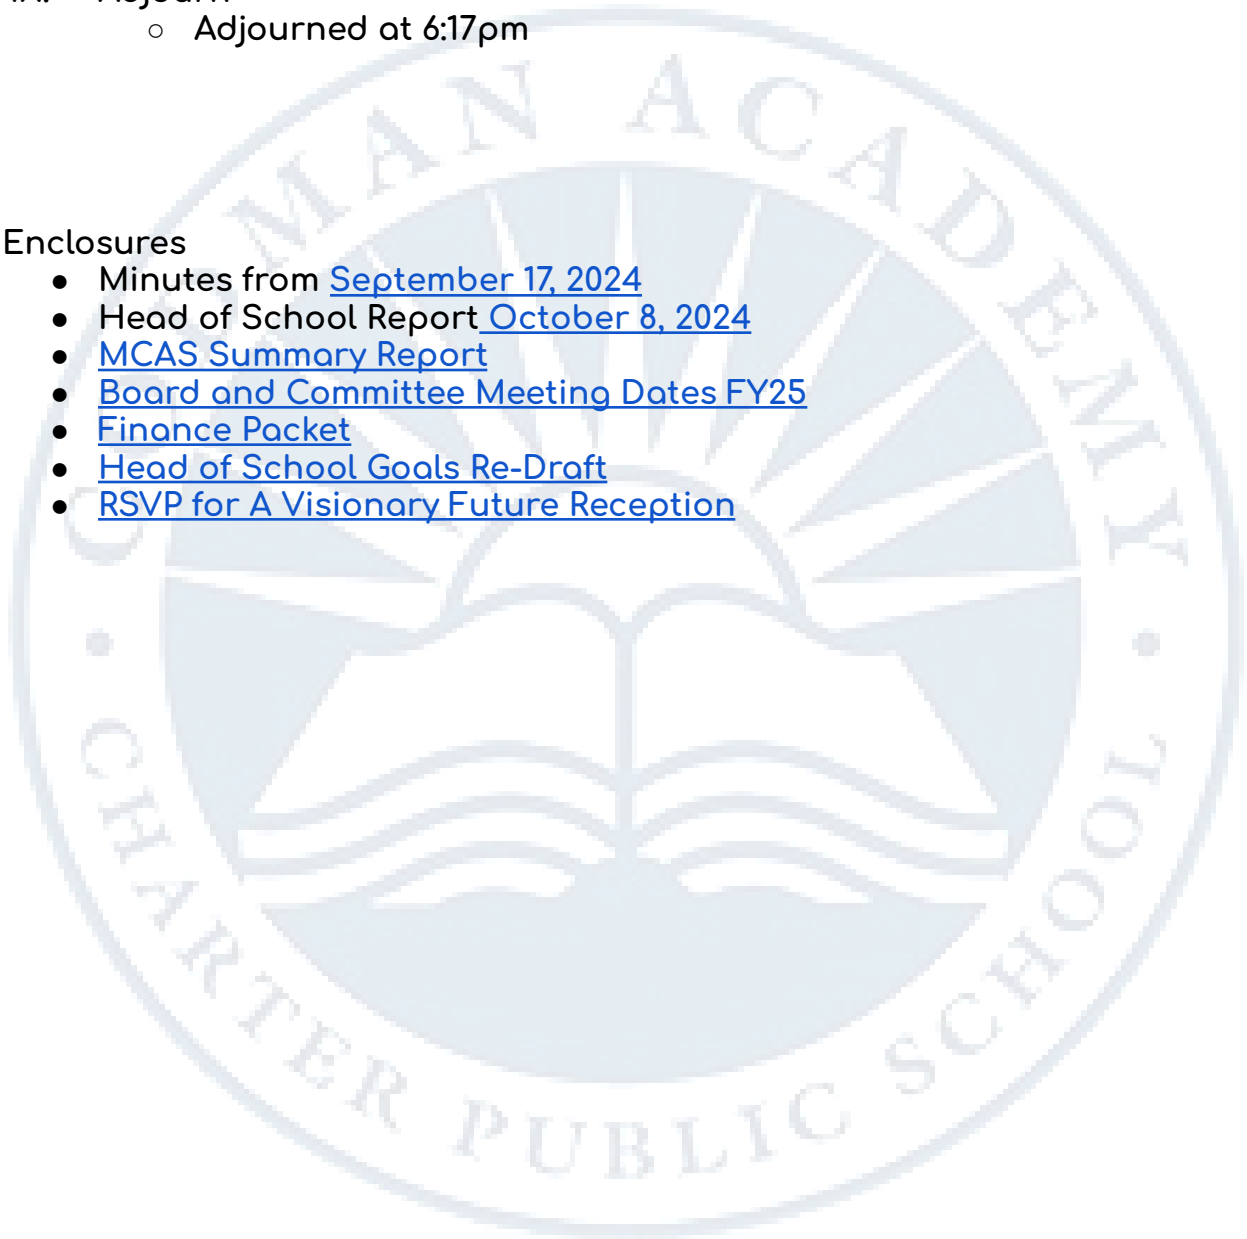 IX. Adjourn
○ Adjourned at 6:17pm
Enclosures
● Minutes from September 17, 2024
● Head of School Report October 8, 2024
● MCAS Summary Report
● Board and Committee Meeting Dates FY25
● Finance Packet
● Head of School Goals Re-Draft
● RSVP for A Visionary Future Reception
MAN ACADEMY
• CHARTER PUBLIC SCHOOL •